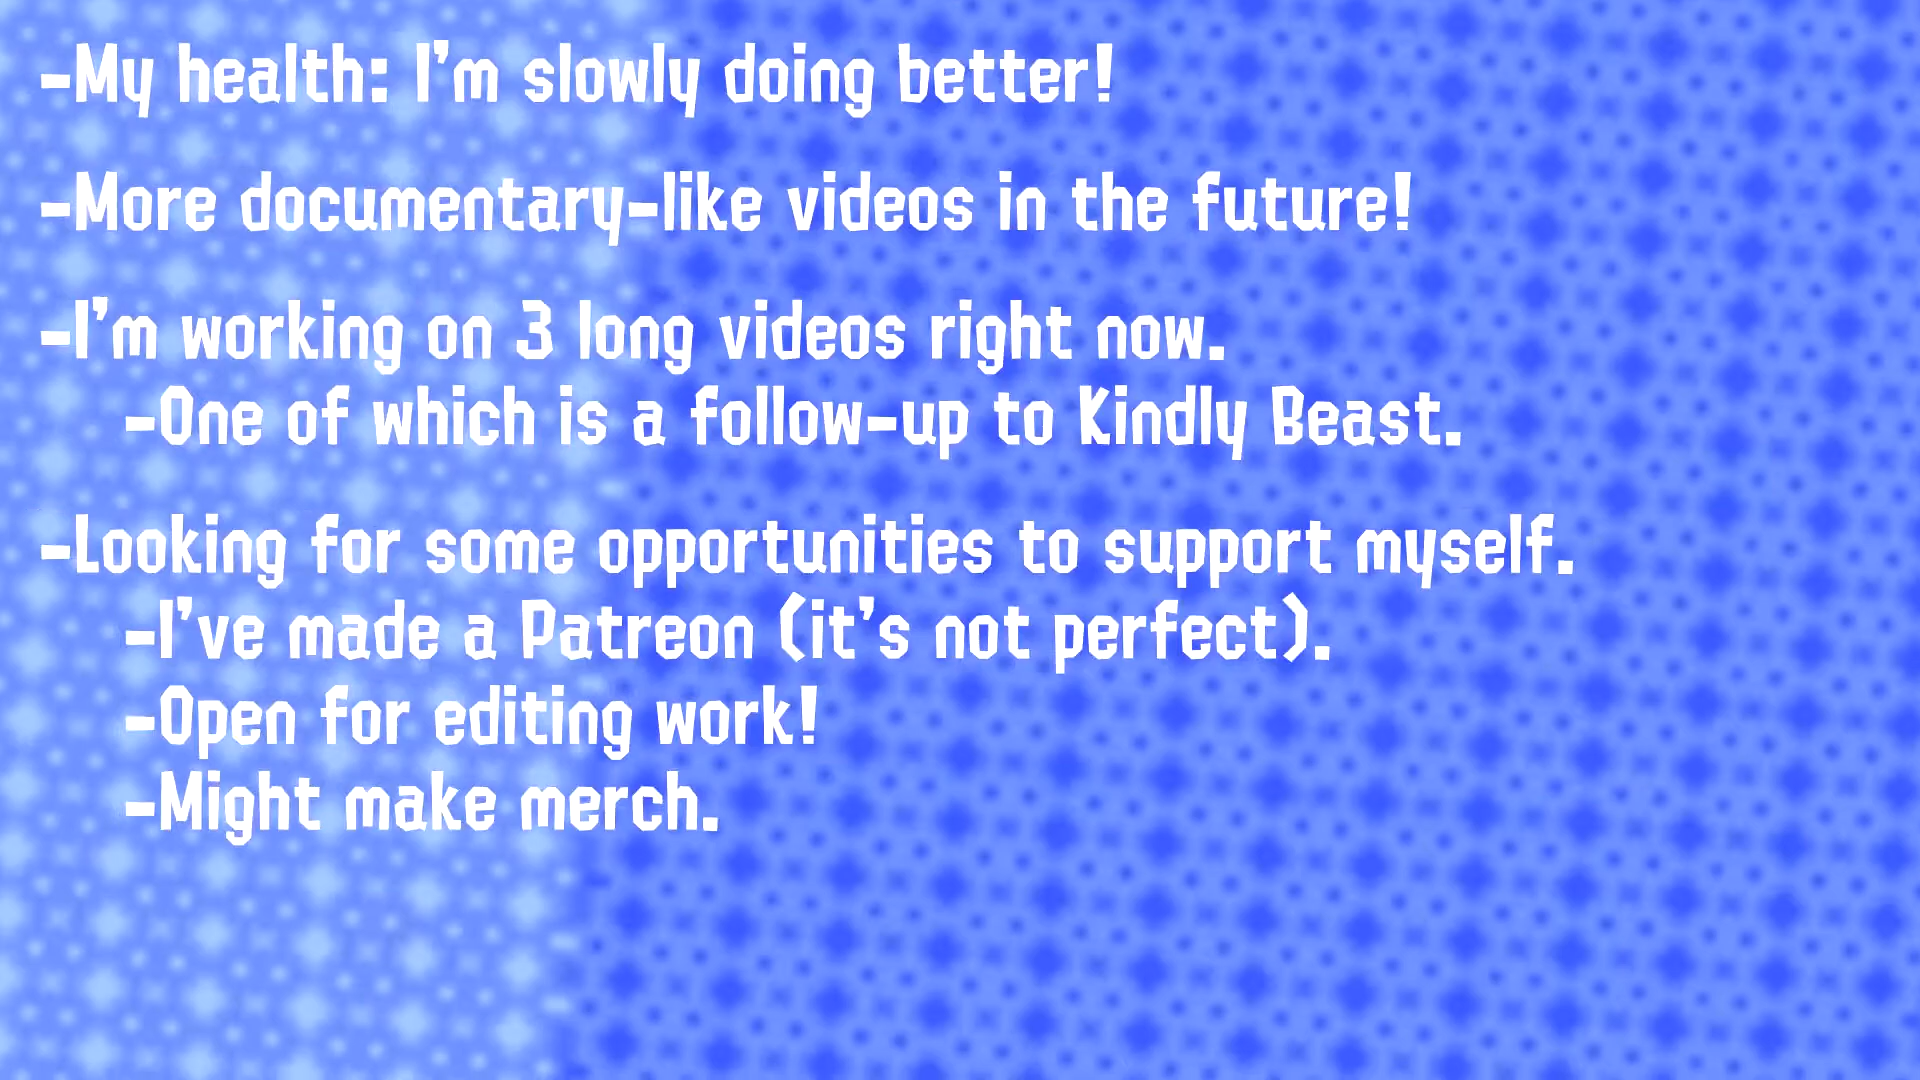 -My health: I'm slowly doing better!
-More documentary-like videos in the future!
-I'm working on 3 long videos right now.
-One of which is a follow-up to Kindly Beast.
-Looking for some opportunities to support myself.
-I've made a Patreon (it's not perfect).
-Open for editing work!
-Might make merch.